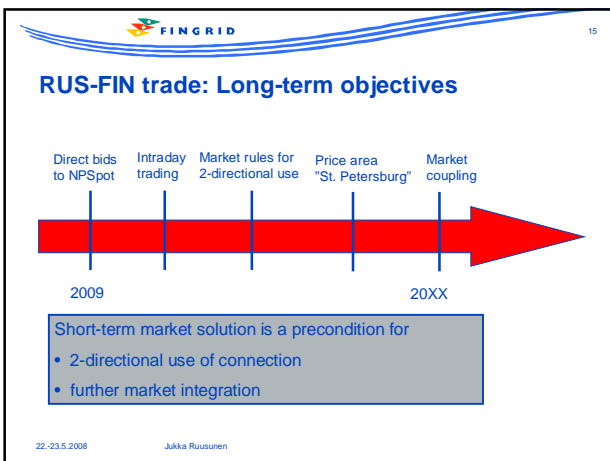 FINGRID
15
RUS-FIN trade: Long-term objectives
Direct bids
to NPSpot
Intraday
trading
Market rules for
2-directional use
Price area
”St. Petersburg”
Market
coupling
2009
20XX
Short-term market solution is a precondition for
• 2-directional use of connection
• further market integration
22.-23.5.2008
Jukka Ruusunen